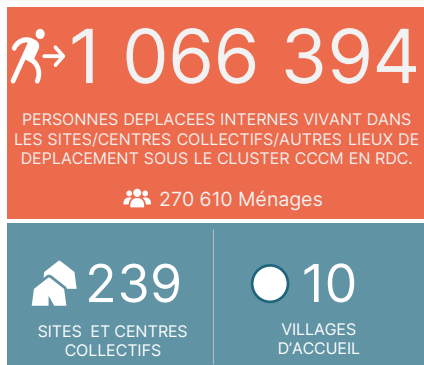 1 066 394
PERSONNES DEPLACEES INTERNES VIVANT DANS
LES SITES/CENTRES COLLECTIFS/AUTRES LIEUX DE
DEPLACEMENT SOUS LE CLUSTER CCCM EN RDC.
270 610 Ménages
239
SITES ET CENTRES
COLLECTIFS
10
VILLAGES
D'ACCUEIL